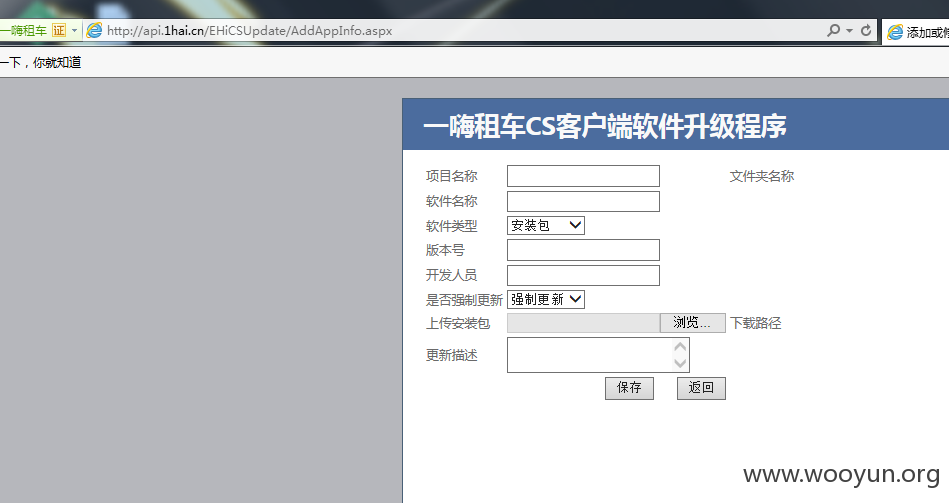 一嗨租车 证 http://api.1hai.cn/EHiCSUpdate/AddAppInfo.aspx 添加或修
一下，你就知道
一嗨租车CS客户端软件升级程序
项目名称 文件夹名称
软件名称
软件类型 安装包
版本号
开发人员
是否强制更新 强制更新
上传安装包 浏览... 下载路径
更新描述
保存 返回
www.wooyun.org